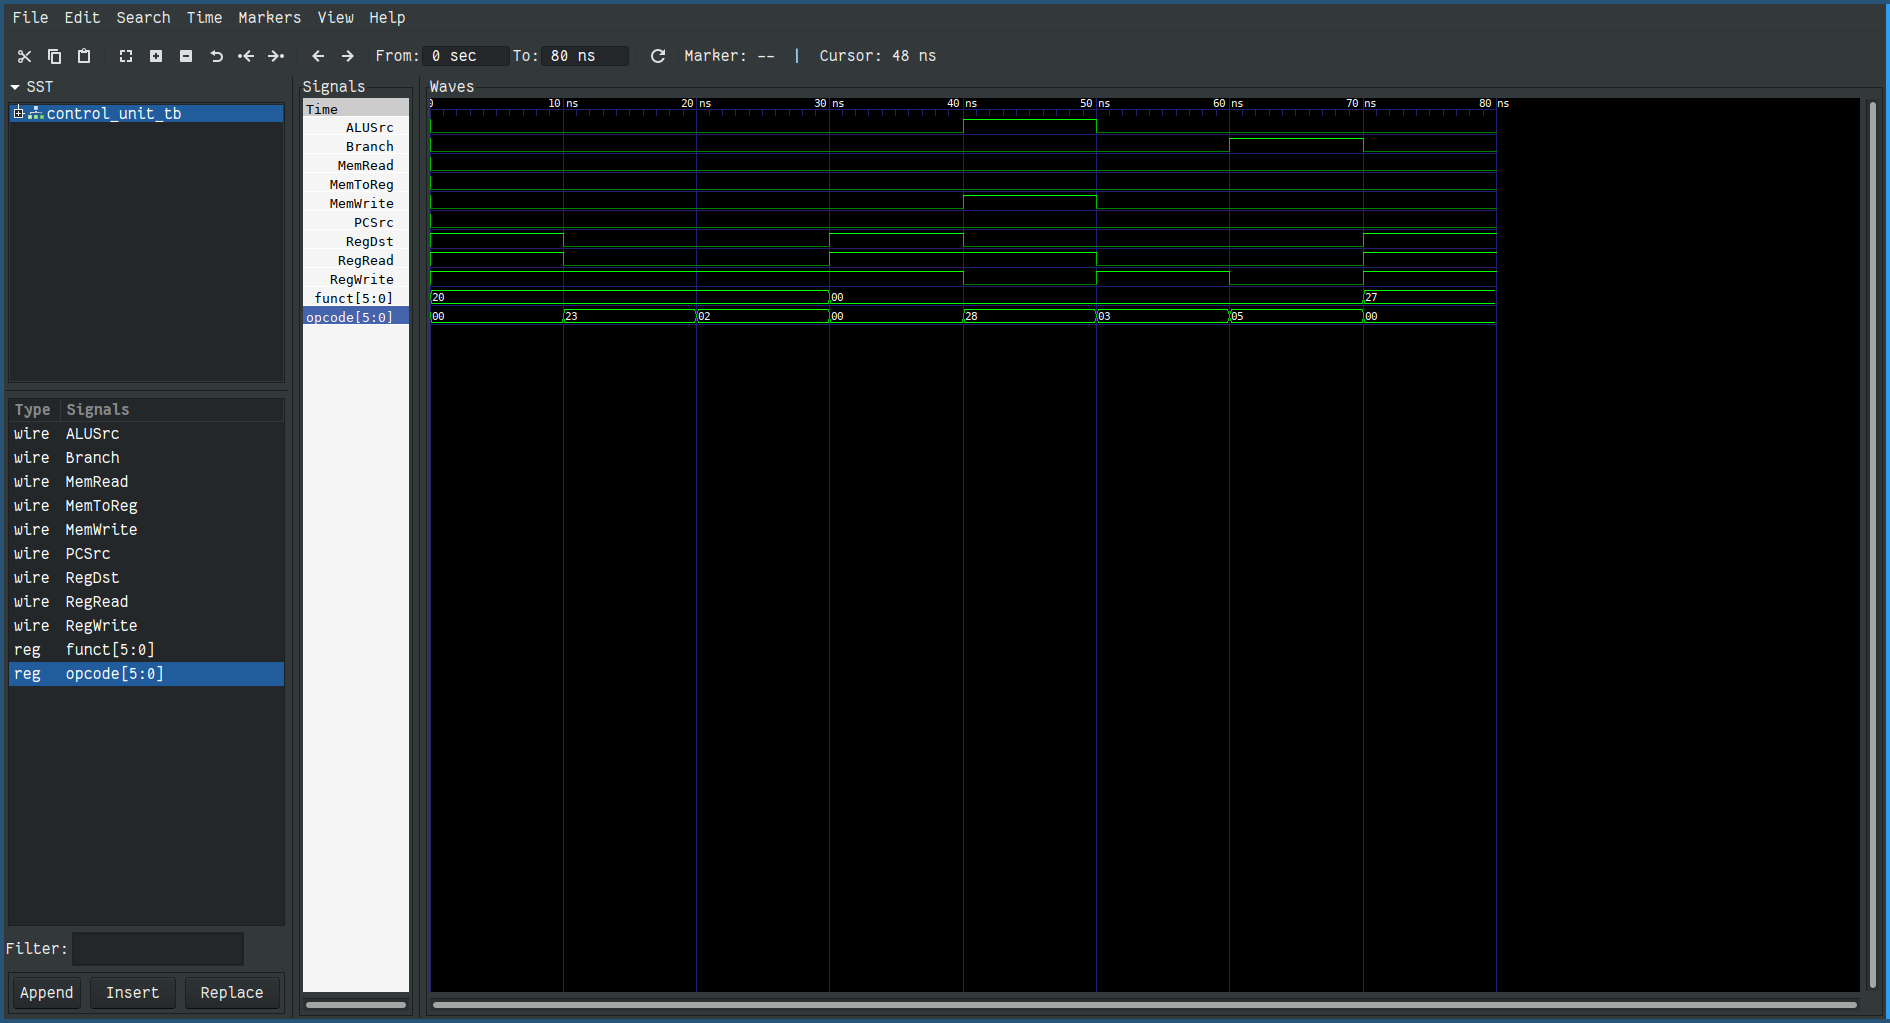 File Edit Search Time Markers View Help
From: 0 sec To: 80 ns Marker: -- | Cursor: 48 ns
SST
control_unit_tb
Type Signals
wire ALUSrc
wire Branch
wire MemRead
wire MemToReg
wire MemWrite
wire PCSrc
wire RegDst
wire RegRead
wire RegWrite
reg funct[5:0]
reg opcode[5:0]
Filter:
Append Insert Replace
Signals
Time
ALUSrc
Branch
MemRead
MemToReg
MemWrite
PCSrc
RegDst
RegRead
RegWrite
funct[5:0]
opcode[5:0]
Waves
0 10 ns 20 ns 30 ns 40 ns 50 ns 60 ns 70 ns 80 ns
20 00 27
00 23 02 00 28 03 05 00